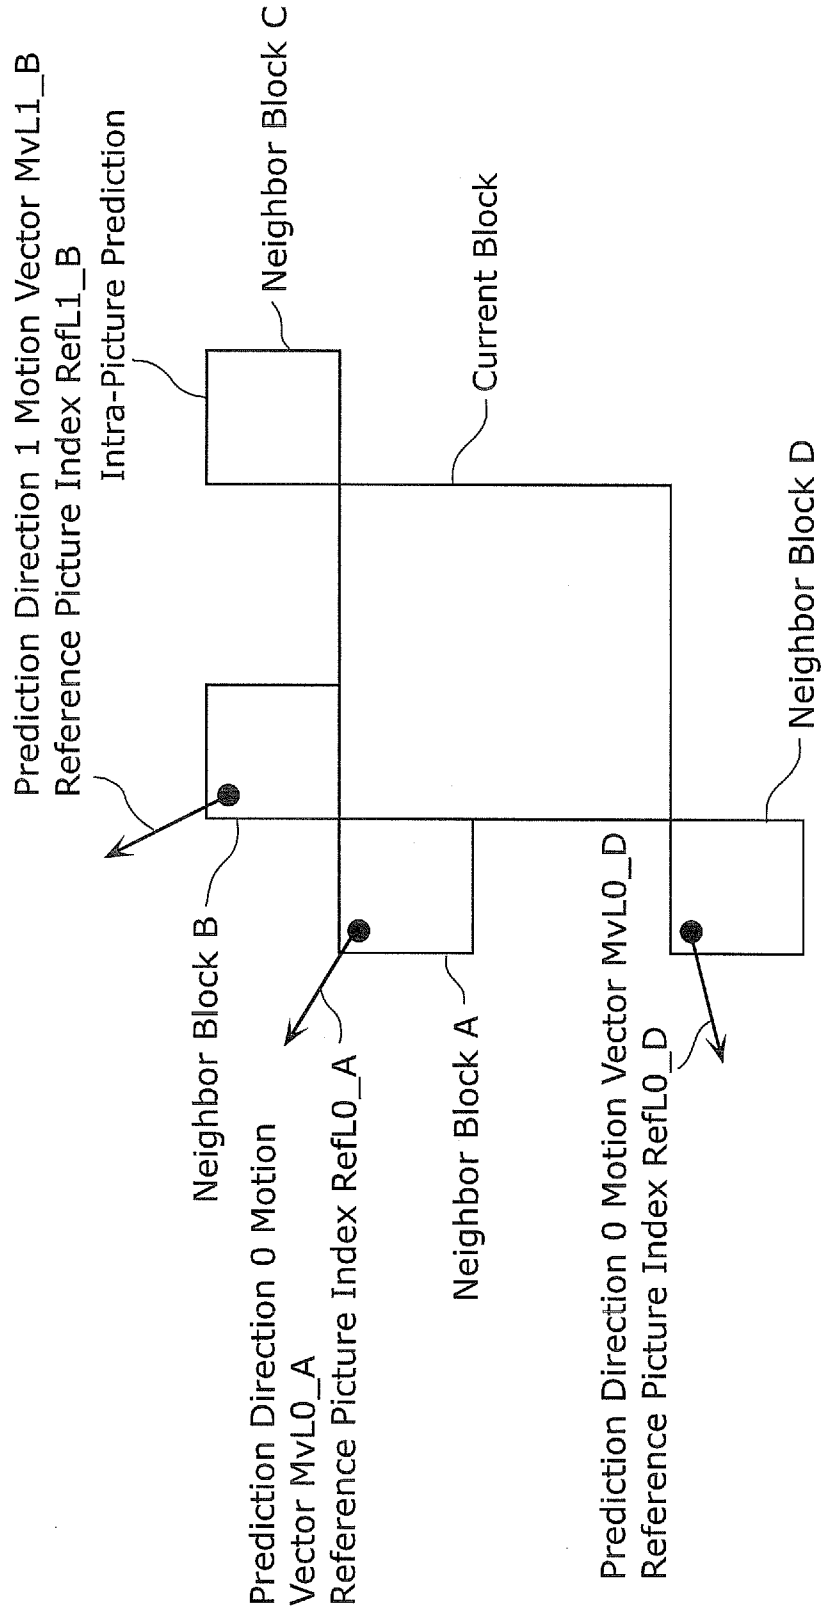 Prediction Direction 1 Motion Vector MvL1_B
Reference Picture Index RefL1_B
Intra-Picture Prediction
Neighbor Block B
Neighbor Block C
Prediction Direction 0 Motion
Vector MvL0_A
Reference Picture Index RefL0_A
Neighbor Block A
Current Block
Prediction Direction 0 Motion Vector MvL0_D
Reference Picture Index RefL0_D
Neighbor Block D